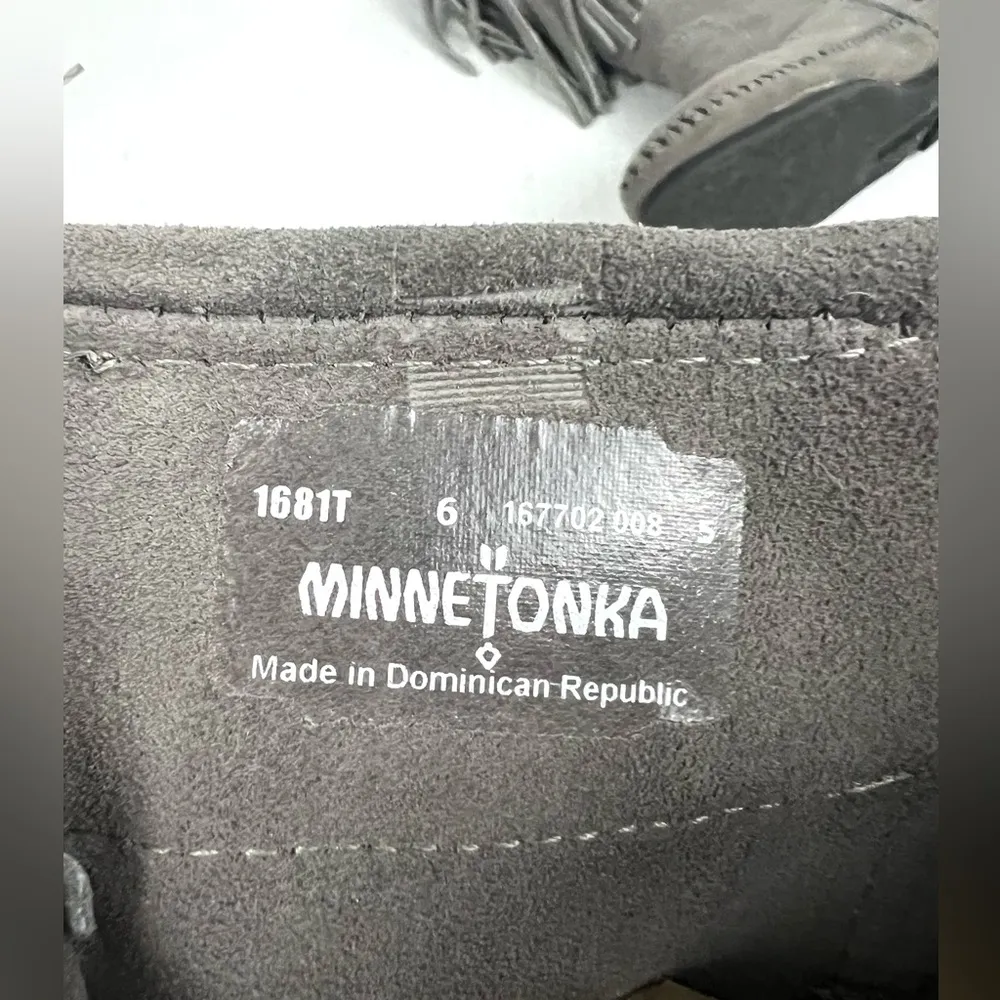 1681T 6 167702 008 5
MINNETONKA
Made in Dominican Republic